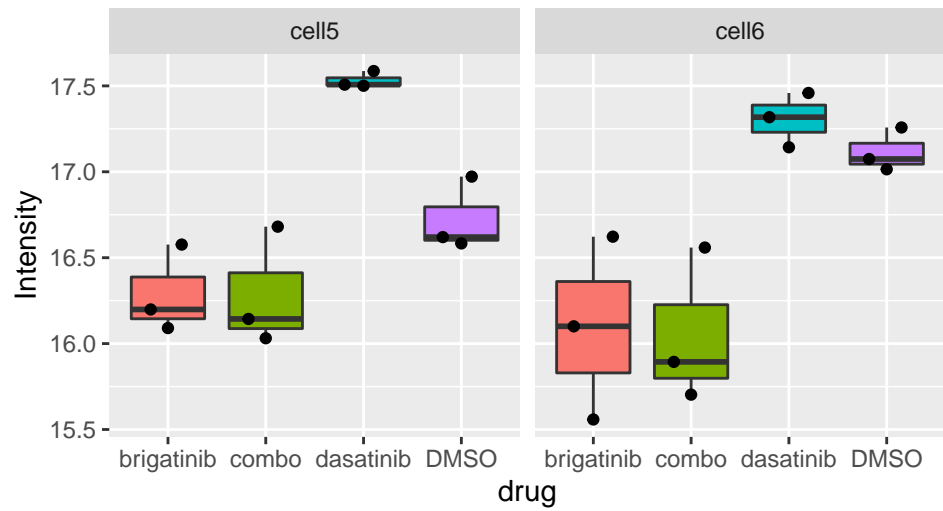 cell5 cell6
Intensity
17.5
17.0
16.5
16.0
15.5
brigatinib combo dasatinib DMSO brigatinib combo dasatinib DMSO
drug